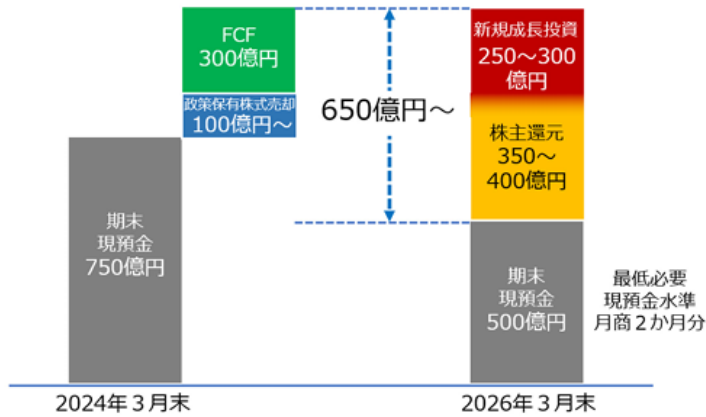 FCF
300億円
政策保有株式売却
100億円～
期末
現預金
750億円
650億円～
新規成長投資
250～300
億円
株主還元
350～
400億円
期末
現預金
500億円
最低必要
現預金水準
月商２か月分
2024年３月末
2026年３月末